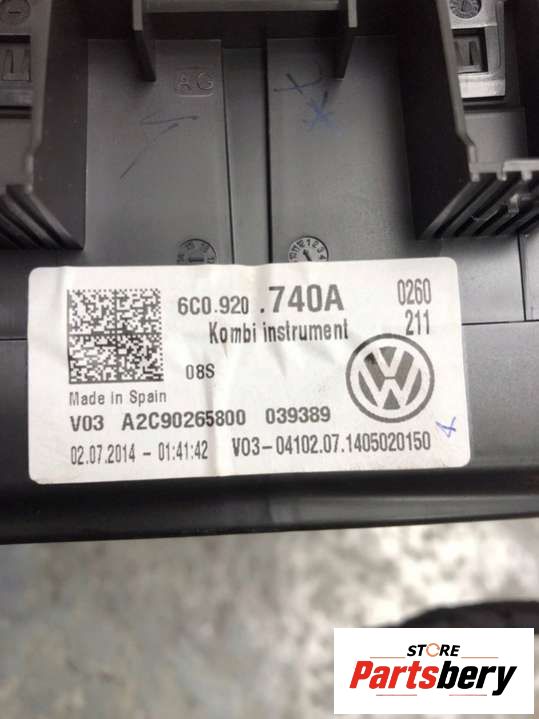 AG
6C0.920 .740A 0260
Kombi instrument 211
08S
Made in Spain
V03 A2C90265800 039389
02.07.2014 - 01:41:42 V03-04102.07.1405020150
STORE
Partsbery